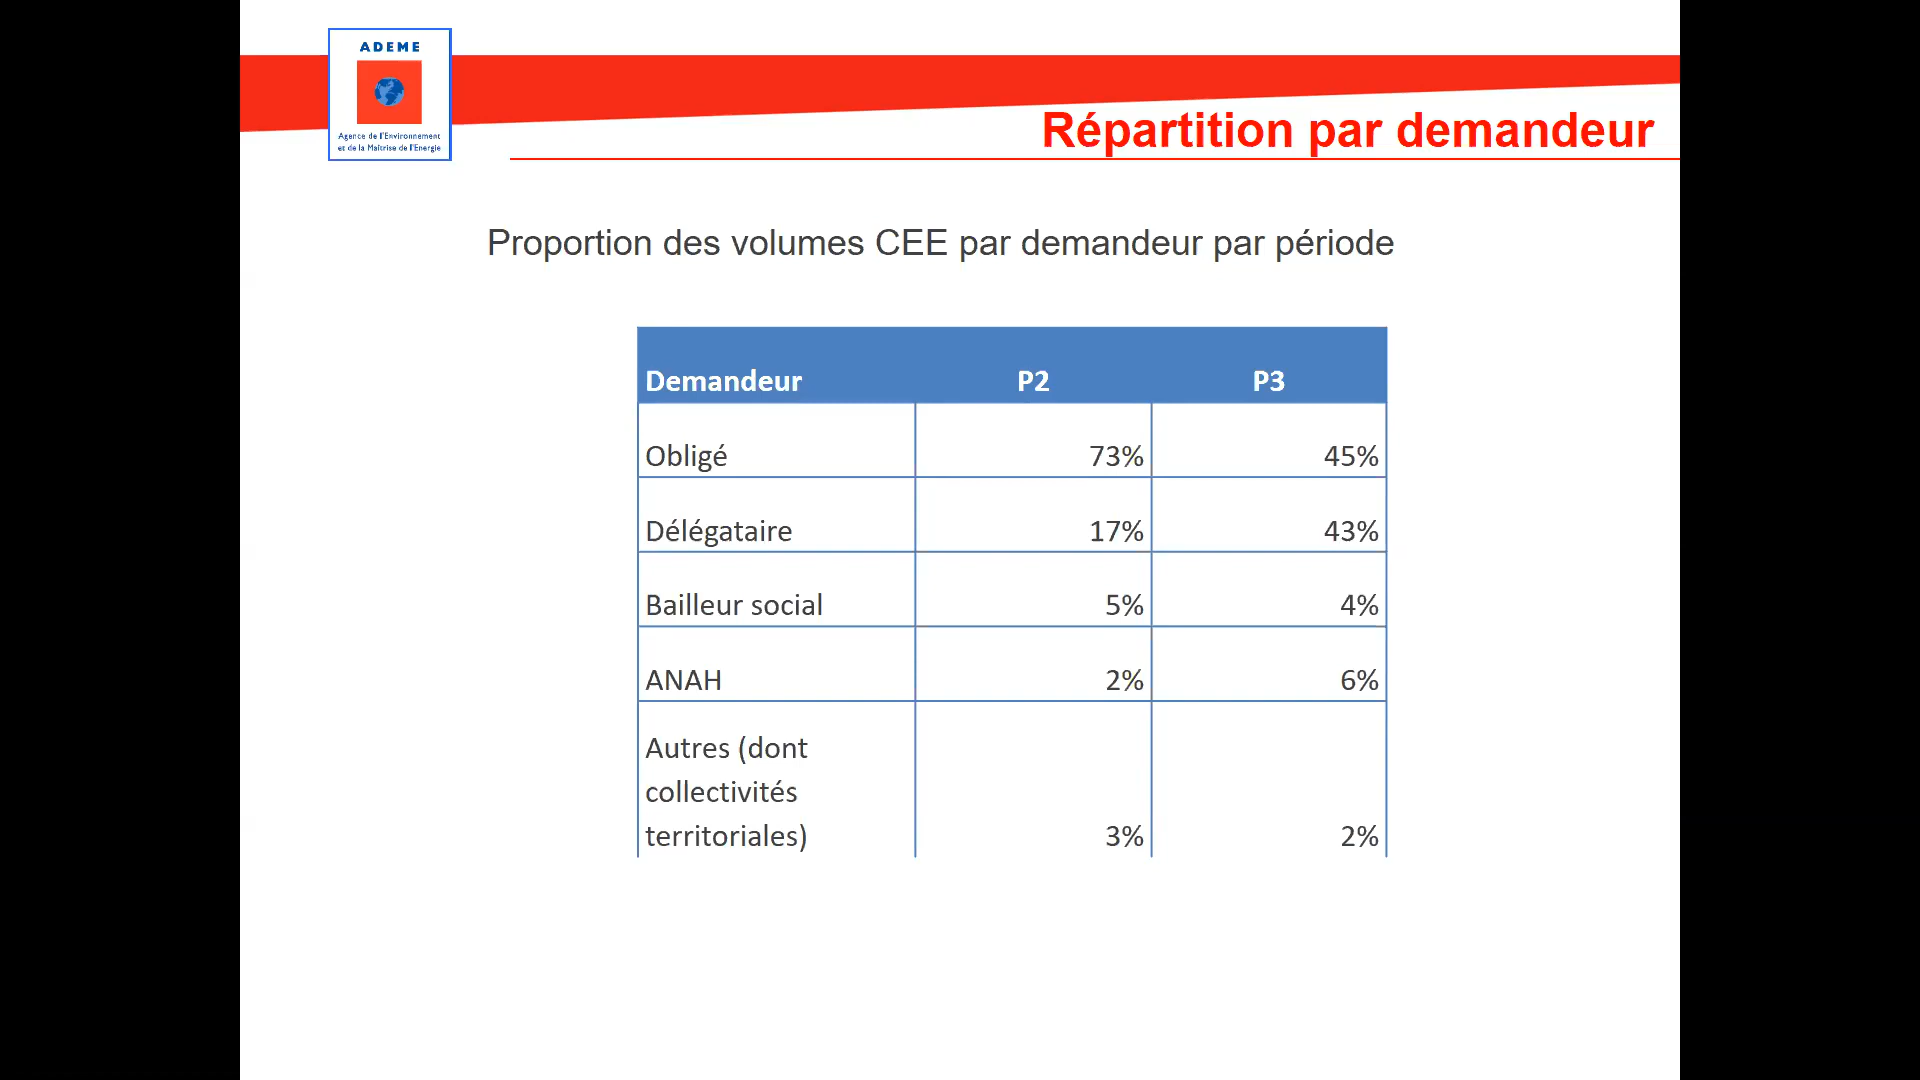 ADEME
Agence de l'Environnement
et de la Maîtrise de l'Energie
Répartition par demandeur
Proportion des volumes CEE par demandeur par période
Demandeur P2 P3
Obligé 73% 45%
Délégataire 17% 43%
Bailleur social 5% 4%
ANAH 2% 6%
Autres (dont
collectivités
territoriales) 3% 2%